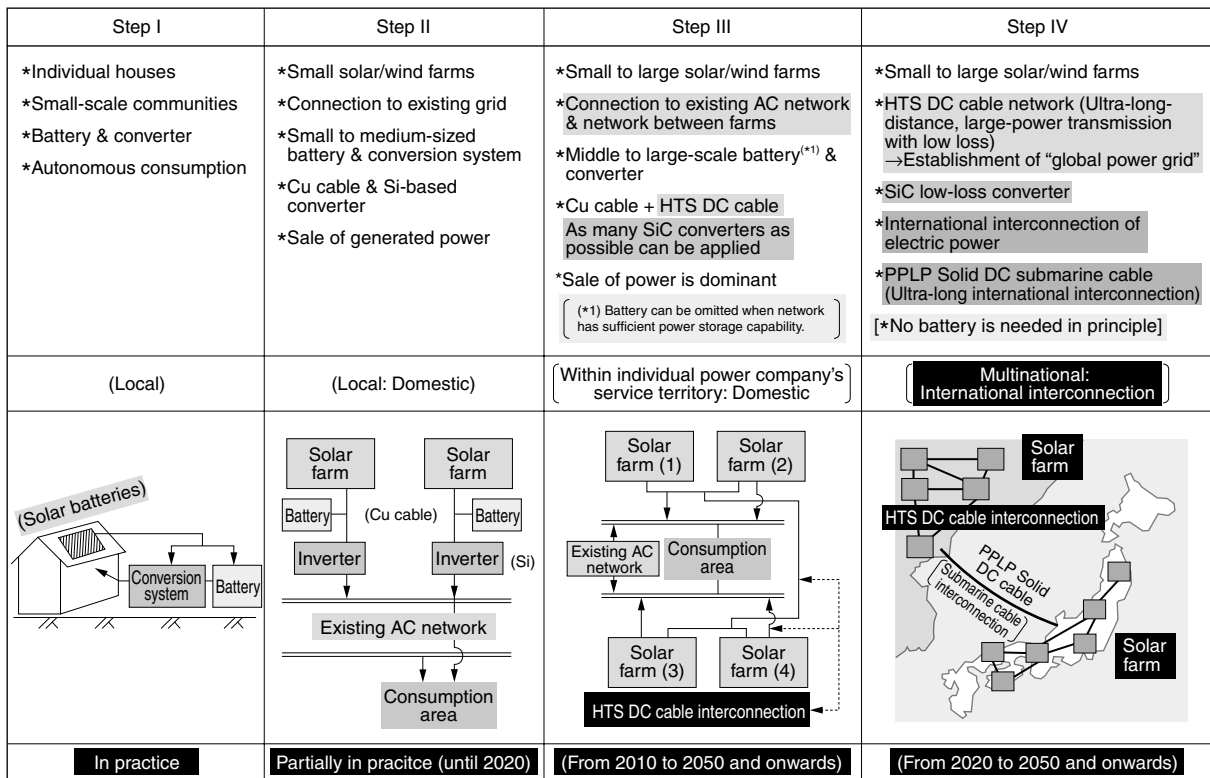 Step I
Step II
Step III
Step IV
*Individual houses
*Small-scale communities
*Battery & converter
*Autonomous consumption
*Small solar/wind farms
*Connection to existing grid
*Small to medium-sized
battery & conversion system
*Cu cable & Si-based
converter
*Sale of generated power
*Small to large solar/wind farms
*Connection to existing AC network
& network between farms
*Middle to large-scale battery(*1) &
converter
*Cu cable + HTS DC cable
As many SiC converters as
possible can be applied
*Sale of power is dominant
(*1) Battery can be omitted when network
has sufficient power storage capability.
*Small to large solar/wind farms
*HTS DC cable network (Ultra-long-
distance, large-power transmission
with low loss)
→Establishment of “global power grid”
*SiC low-loss converter
*International interconnection of
electric power
*PPLP Solid DC submarine cable
(Ultra-long international interconnection)
[*No battery is needed in principle]
(Local)
(Local: Domestic)
(Within individual power company’s
service territory: Domestic)
(Multinational:
International interconnection)
(Solar batteries)
Conversion
system
Battery
Solar
farm
Solar
farm
Battery
(Cu cable)
Battery
Inverter
Inverter
(Si)
Existing AC network
Consumption
area
Solar
farm (1)
Solar
farm (2)
Existing AC
network
Consumption
area
Solar
farm (3)
Solar
farm (4)
HTS DC cable interconnection
Solar
farm
HTS DC cable interconnection
PPLP Solid
DC cable
(Submarine cable
interconnection)
Solar
farm
In practice
Partially in pracitce (until 2020)
(From 2010 to 2050 and onwards)
(From 2020 to 2050 and onwards)